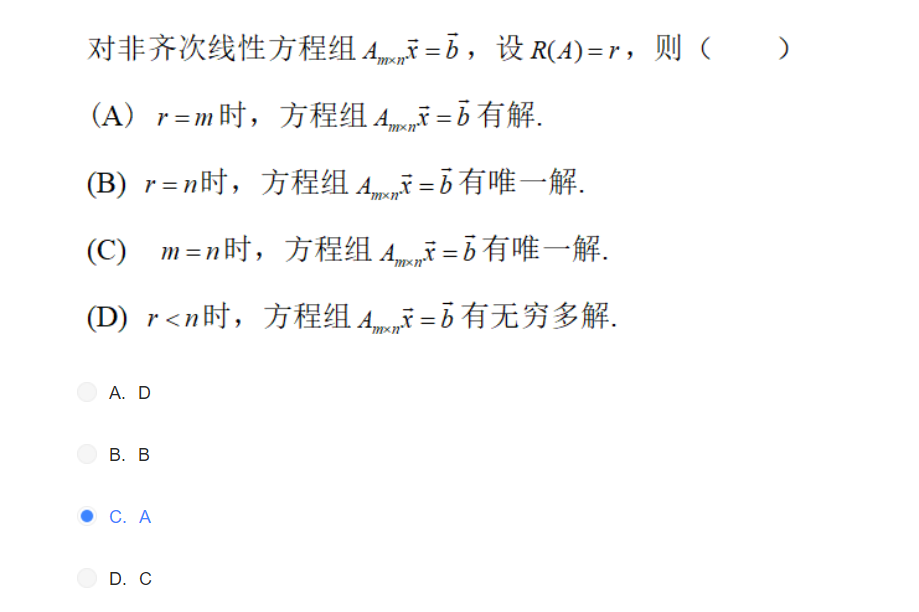 对非齐次线性方程组 $A_{m\times n}\vec{x}=\vec{b}$，设 $R(A)=r$，则（ ）
(A) $r=m$ 时，方程组 $A_{m\times n}\vec{x}=\vec{b}$ 有解.
(B) $r=n$ 时，方程组 $A_{m\times n}\vec{x}=\vec{b}$ 有唯一解.
(C) $m=n$ 时，方程组 $A_{m\times n}\vec{x}=\vec{b}$ 有唯一解.
(D) $r<n$ 时，方程组 $A_{m\times n}\vec{x}=\vec{b}$ 有无穷多解.
A. D
B. B
C. A
D. C